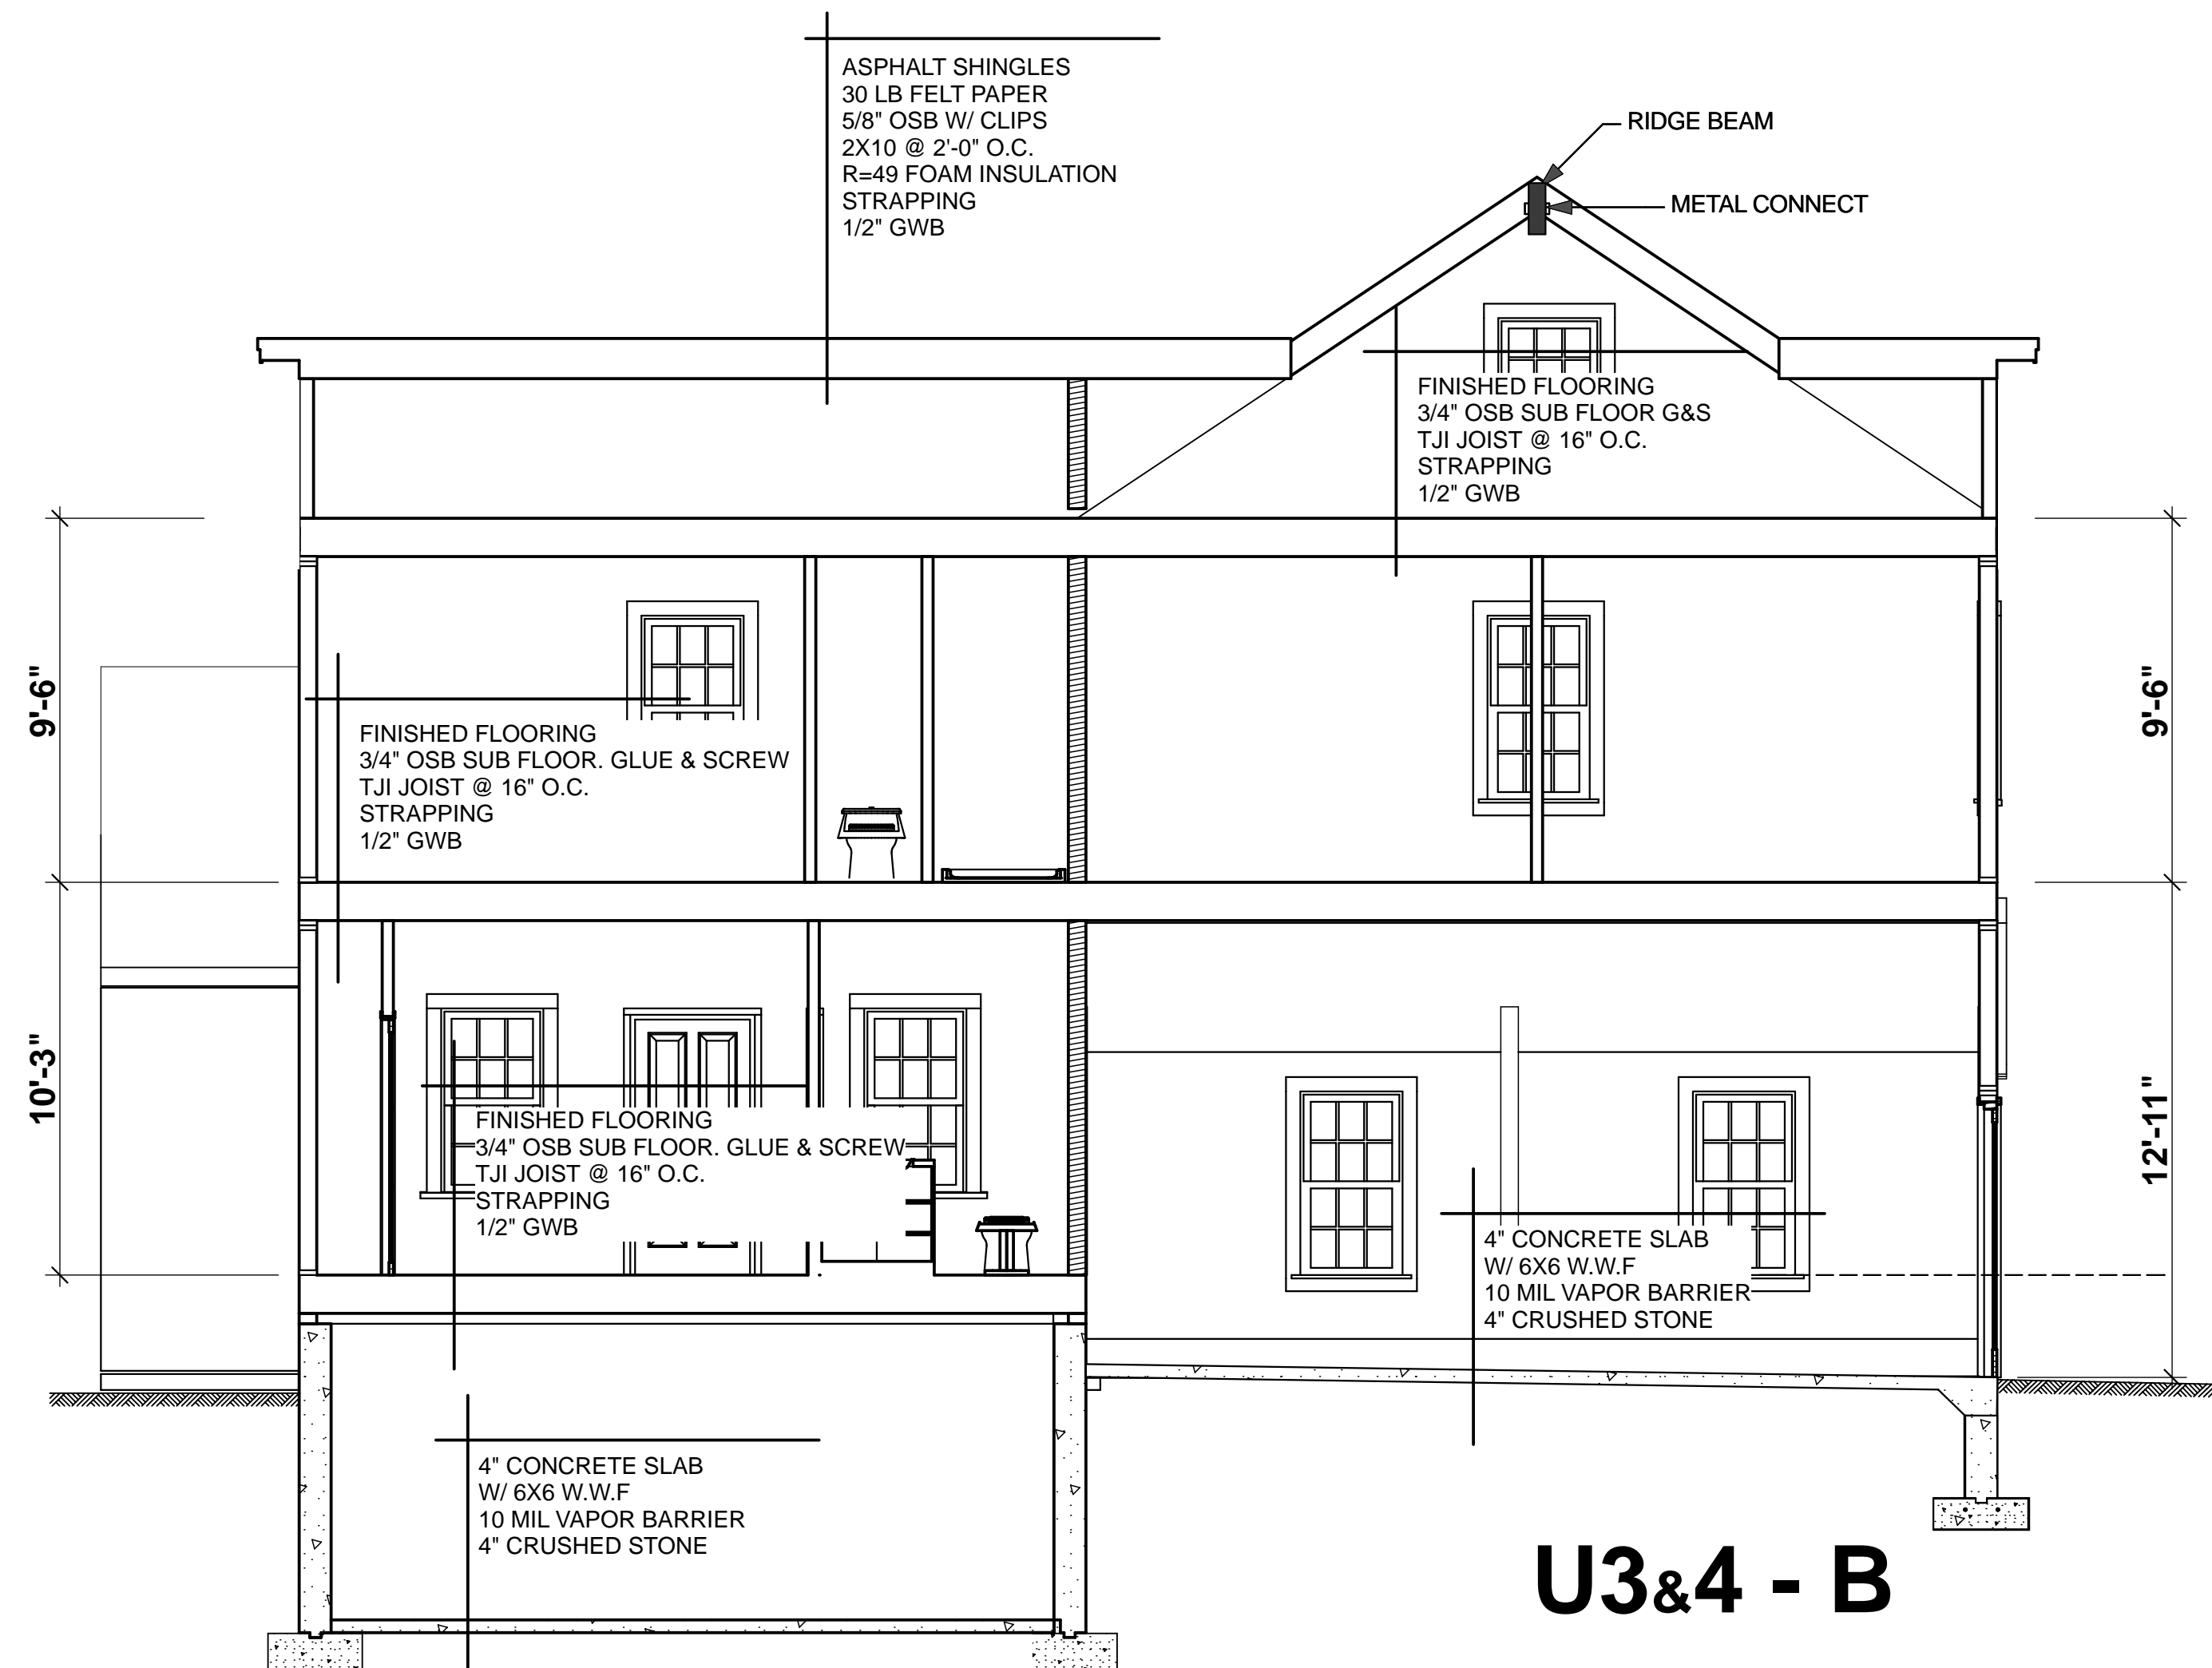 ASPHALT SHINGLES
30 LB FELT PAPER
5/8" OSB W/ CLIPS
2X10 @ 2'-0" O.C.
R=49 FOAM INSULATION
STRAPPING
1/2" GWB
RIDGE BEAM
METAL CONNECT
FINISHED FLOORING
3/4" OSB SUB FLOOR G&S
TJI JOIST @ 16" O.C.
STRAPPING
1/2" GWB
9'-6"
9'-6"
FINISHED FLOORING
3/4" OSB SUB FLOOR. GLUE & SCREW
TJI JOIST @ 16" O.C.
STRAPPING
1/2" GWB
10'-3"
12'-11"
FINISHED FLOORING
3/4" OSB SUB FLOOR. GLUE & SCREW
TJI JOIST @ 16" O.C.
STRAPPING
1/2" GWB
4" CONCRETE SLAB
W/ 6X6 W.W.F
10 MIL VAPOR BARRIER
4" CRUSHED STONE
4" CONCRETE SLAB
W/ 6X6 W.W.F
10 MIL VAPOR BARRIER
4" CRUSHED STONE
U3&4 - B